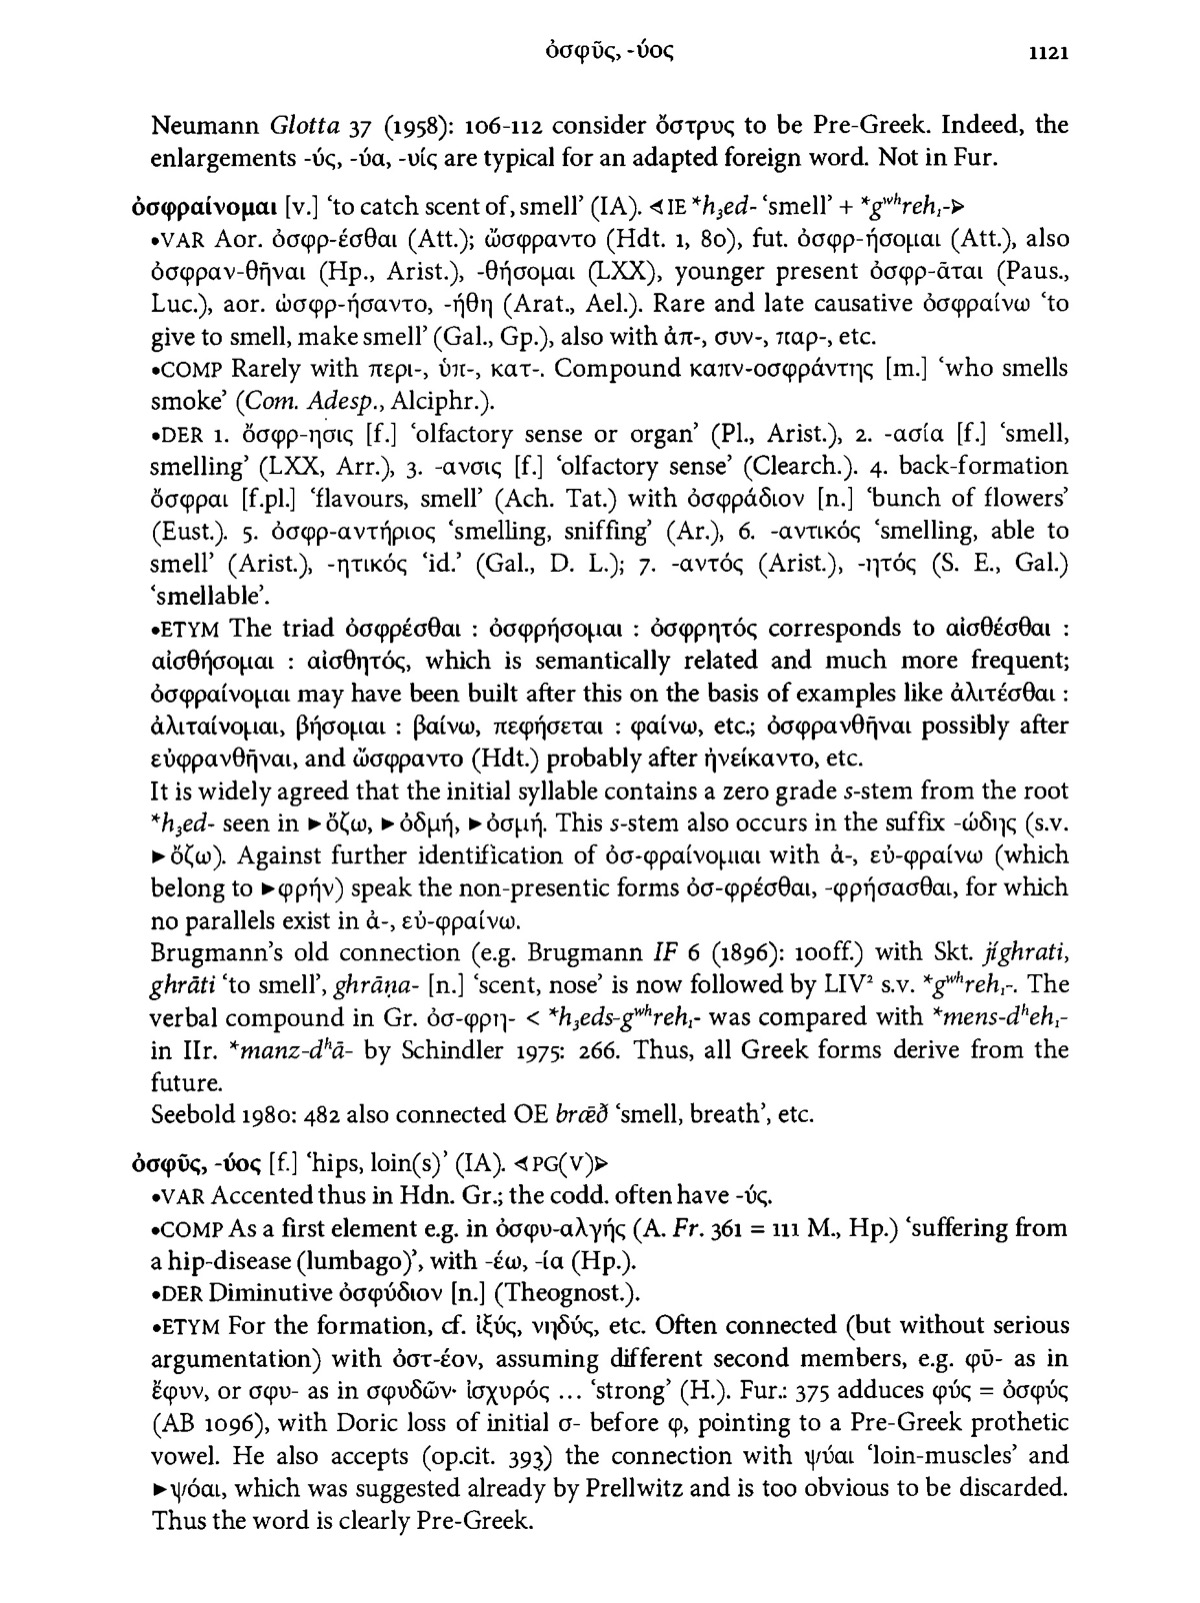 ὀσφῦς, -ύος 1121
Neumann Glotta 37 (1958): 106-112 consider ὄστρυς to be Pre-Greek. Indeed, the
enlargements -ύς, -ύα, -υίς are typical for an adapted foreign word. Not in Fur.
ὀσφραίνομαι [v.] ‘to catch scent of, smell’ (IA). ⊲IE *h₃ed- ‘smell’ + *gʷʰreh₁-⊳
•VAR Aor. ὀσφρ-έσθαι (Att.); ὤσφραντο (Hdt. 1, 80), fut. ὀσφρ-ήσομαι (Att.), also
ὀσφραν-θῆναι (Hp., Arist.), -θήσομαι (LXX), younger present ὀσφρ-ᾶται (Paus.,
Luc.), aor. ὠσφρ-ήσαντο, -ήθη (Arat., Ael.). Rare and late causative ὀσφραίνω ‘to
give to smell, make smell’ (Gal., Gp.), also with ἀπ-, συν-, παρ-, etc.
•COMP Rarely with περι-, ὑπ-, κατ-. Compound καπν-οσφράντης [m.] ‘who smells
smoke’ (Com. Adesp., Alciphr.).
•DER 1. ὄσφρ-ησις [f.] ‘olfactory sense or organ’ (Pl., Arist.), 2. -ασία [f.] ‘smell,
smelling’ (LXX, Arr.), 3. -ανσις [f.] ‘olfactory sense’ (Clearch.). 4. back-formation
ὄσφραι [f.pl.] ‘flavours, smell’ (Ach. Tat.) with ὀσφράδιον [n.] ‘bunch of flowers’
(Eust.). 5. ὀσφρ-αντήριος ‘smelling, sniffing’ (Ar.), 6. -αντικός ‘smelling, able to
smell’ (Arist.), -ητικός ‘id.’ (Gal., D. L.); 7. -αντός (Arist.), -ητός (S. E., Gal.)
‘smellable’.
•ETYM The triad ὀσφρέσθαι : ὀσφρήσομαι : ὀσφρητός corresponds to αἰσθέσθαι :
αἰσθήσομαι : αἰσθητός, which is semantically related and much more frequent;
ὀσφραίνομαι may have been built after this on the basis of examples like ἀλιτέσθαι :
ἀλιταίνομαι, βήσομαι : βαίνω, πεφήσεται : φαίνω, etc.; ὀσφρανθῆναι possibly after
εὐφρανθῆναι, and ὤσφραντο (Hdt.) probably after ἠνείκαντο, etc.
It is widely agreed that the initial syllable contains a zero grade s-stem from the root
*h₃ed- seen in ►ὄζω, ►ὀδμή, ►ὀσμή. This s-stem also occurs in the suffix -ώδης (s.v.
►ὄζω). Against further identification of ὀσ-φραίνομαι with ἀ-, εὐ-φραίνω (which
belong to ►φρήν) speak the non-presentic forms ὀσ-φρέσθαι, -φρήσασθαι, for which
no parallels exist in ἀ-, εὐ-φραίνω.
Brugmann’s old connection (e.g. Brugmann IF 6 (1896): 100ff.) with Skt. jíghrati,
ghrāti ‘to smell’, ghrāṇa- [n.] ‘scent, nose’ is now followed by LIV² s.v. *gʷʰreh₁-. The
verbal compound in Gr. ὀσ-φρη- < *h₃eds-gʷʰreh₁- was compared with *mens-dʰeh₁-
in IIr. *manz-dʰā- by Schindler 1975: 266. Thus, all Greek forms derive from the
future.
Seebold 1980: 482 also connected OE brǣð ‘smell, breath’, etc.
ὀσφῦς, -ύος [f.] ‘hips, loin(s)’ (IA). ⊲PG(V)⊳
•VAR Accented thus in Hdn. Gr.; the codd. often have -ύς.
•COMP As a first element e.g. in ὀσφυ-αλγής (A. Fr. 361 = 111 M., Hp.) ‘suffering from
a hip-disease (lumbago)’, with -έω, -ία (Hp.).
•DER Diminutive ὀσφύδιον [n.] (Theognost.).
•ETYM For the formation, cf. ἰξύς, νηδύς, etc. Often connected (but without serious
argumentation) with ὀστ-έον, assuming different second members, e.g. φῡ- as in
ἔφυν, or σφυ- as in σφυδῶν· ἰσχυρός ... ‘strong’ (H.). Fur.: 375 adduces φύς = ὀσφύς
(AB 1096), with Doric loss of initial σ- before φ, pointing to a Pre-Greek prothetic
vowel. He also accepts (op.cit. 393) the connection with ψύαι ‘loin-muscles’ and
►ψόαι, which was suggested already by Prellwitz and is too obvious to be discarded.
Thus the word is clearly Pre-Greek.